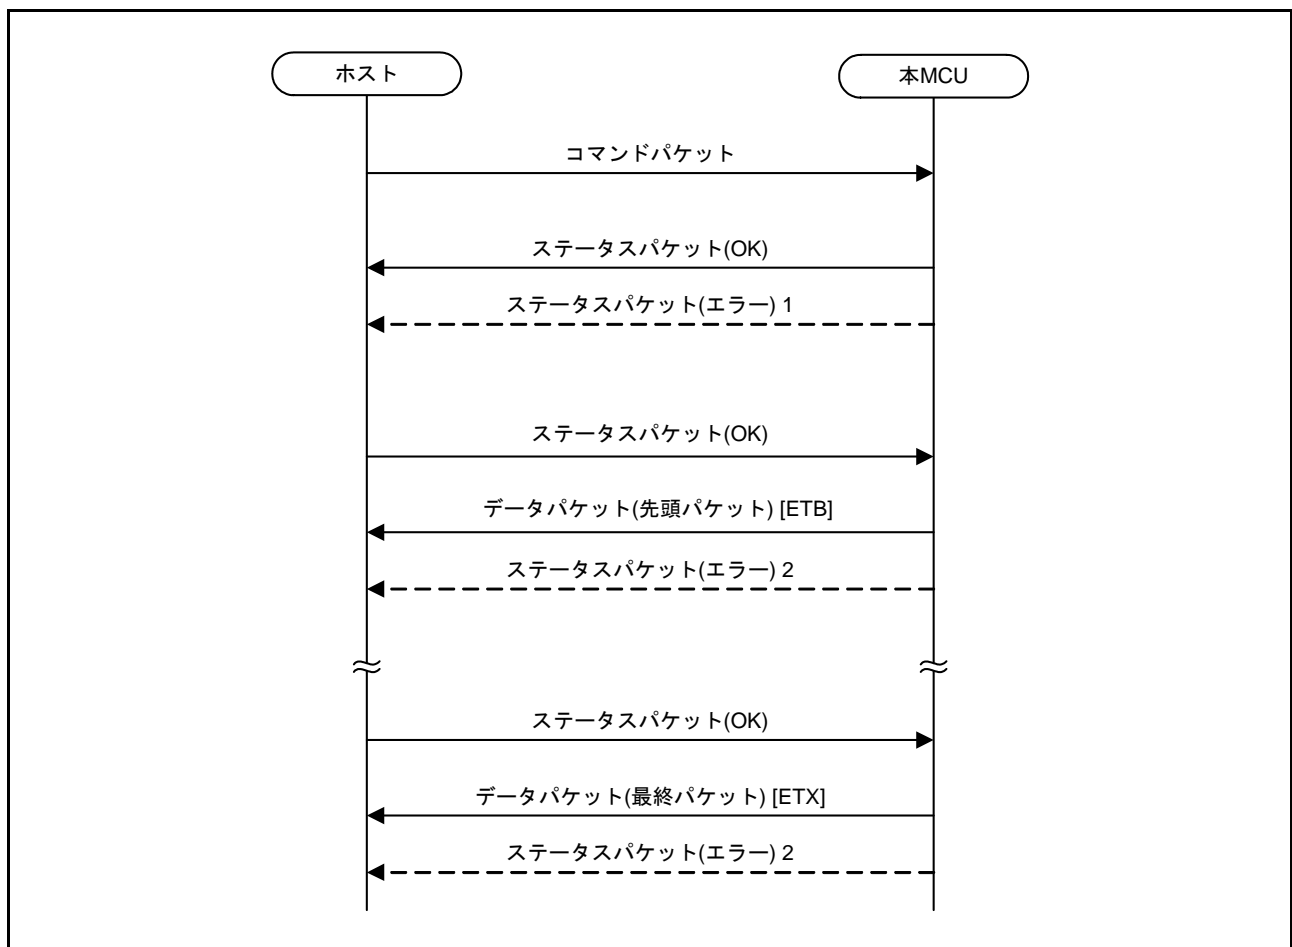 ホスト
本MCU
コマンドパケット
ステータスパケット(OK)
ステータスパケット(エラー) 1
ステータスパケット(OK)
データパケット(先頭パケット) [ETB]
ステータスパケット(エラー) 2
ステータスパケット(OK)
データパケット(最終パケット) [ETX]
ステータスパケット(エラー) 2